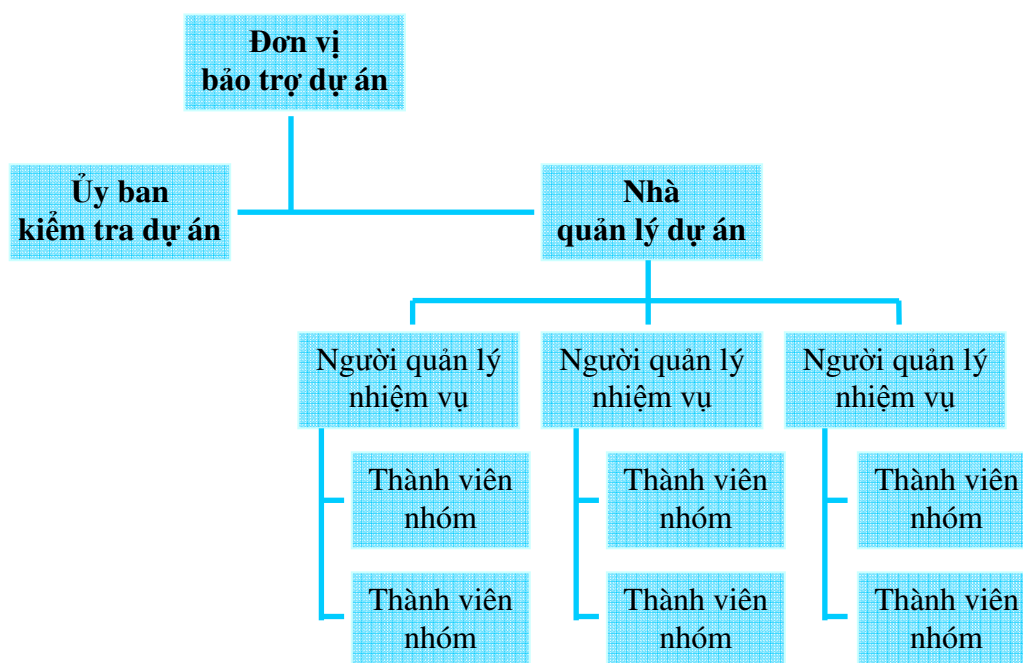 Đơn vị
bảo trợ dự án
Ủy ban
kiểm tra dự án
Nhà
quản lý dự án
Người quản lý
nhiệm vụ
Người quản lý
nhiệm vụ
Người quản lý
nhiệm vụ
Thành viên
nhóm
Thành viên
nhóm
Thành viên
nhóm
Thành viên
nhóm
Thành viên
nhóm
Thành viên
nhóm